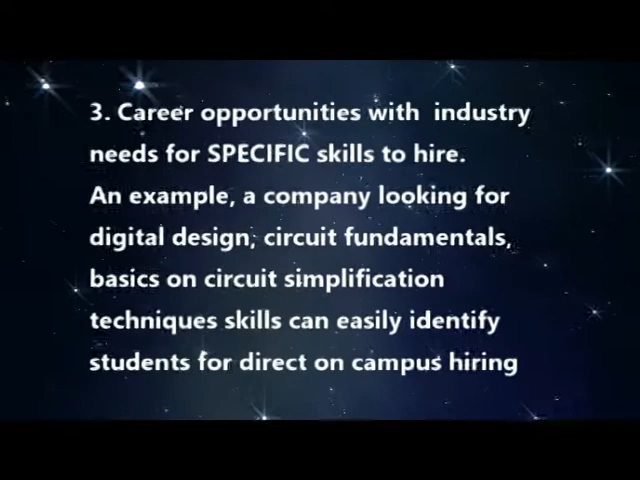 3. Career opportunities with  industry
needs for SPECIFIC skills to hire.
An example, a company looking for
digital design, circuit fundamentals,
basics on circuit simplification
techniques skills can easily identify
students for direct on campus hiring